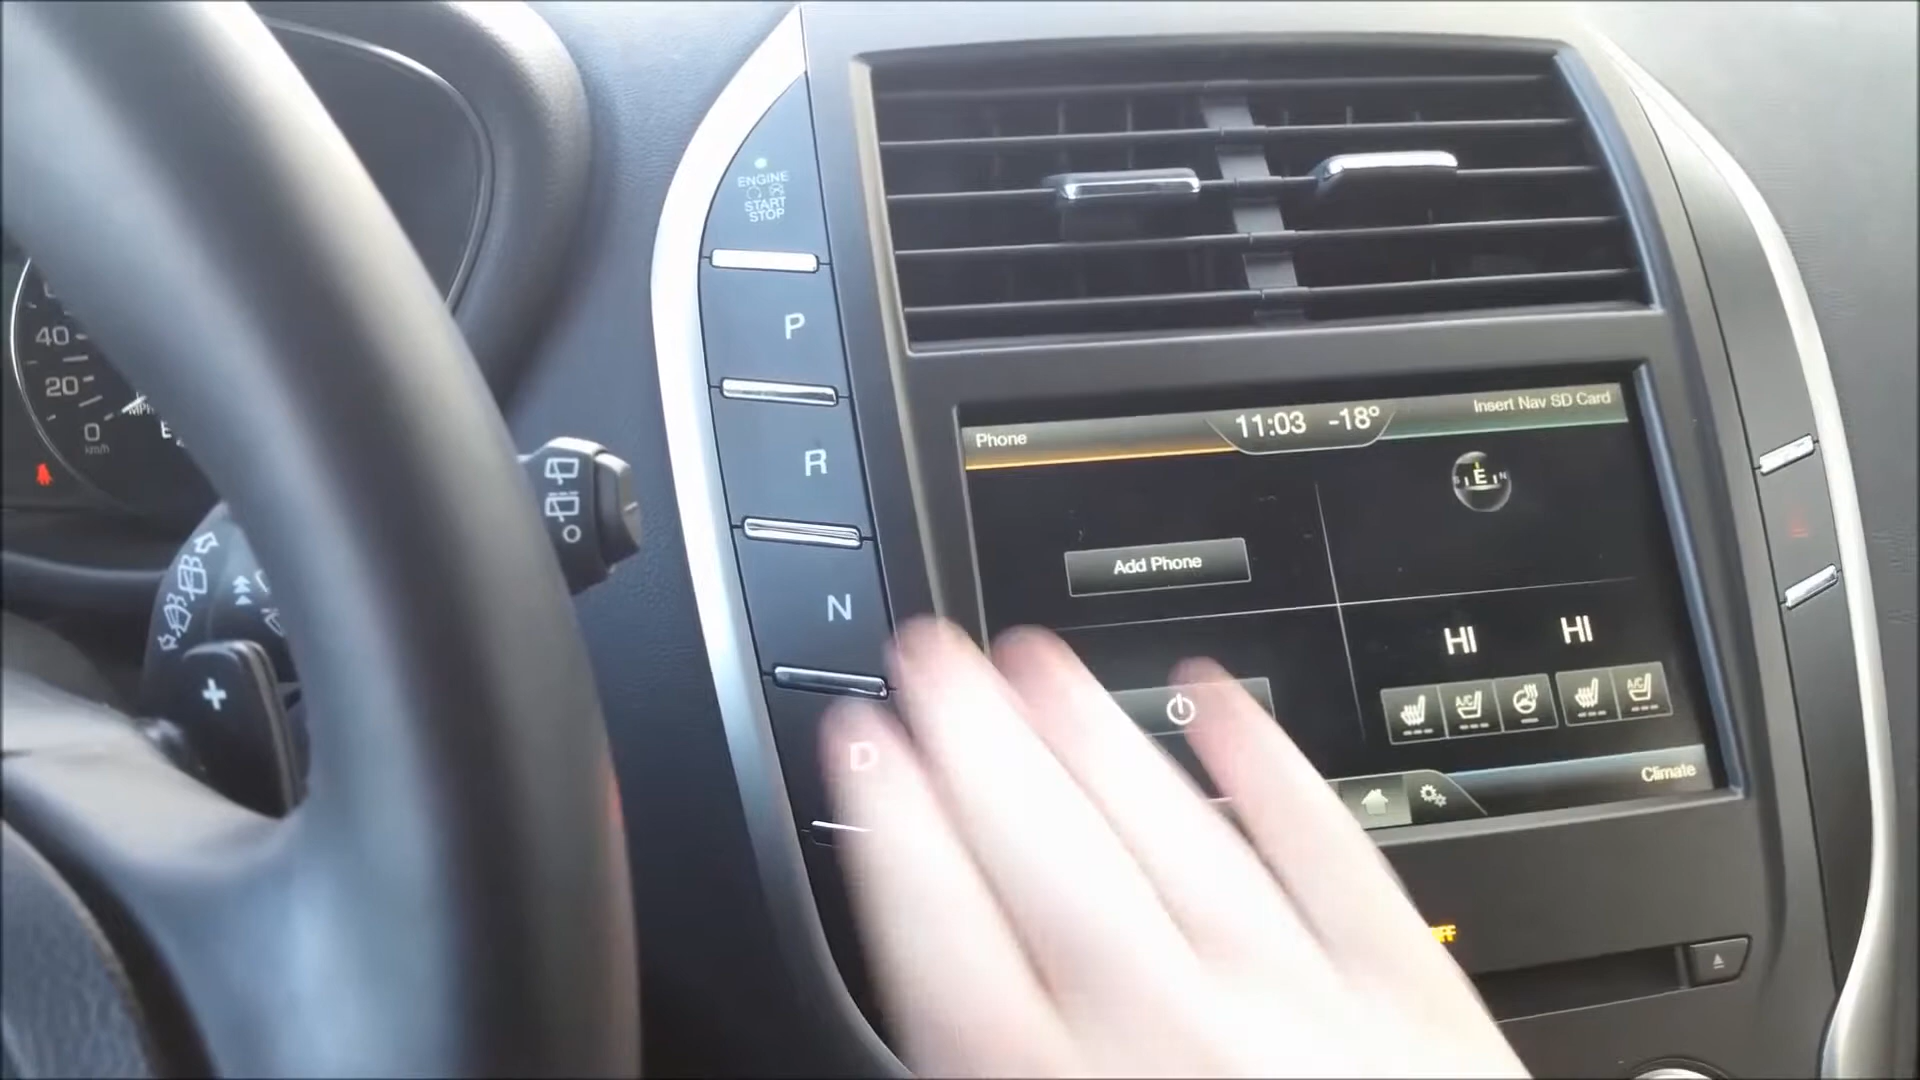 ENGINE
START
STOP
P
R
N
D
40
20
0
MPH
km/h
E
+
Phone
11:03 -18°
Insert Nav SD Card
E
N
Add Phone
HI HI
A/C
A/C
Climate